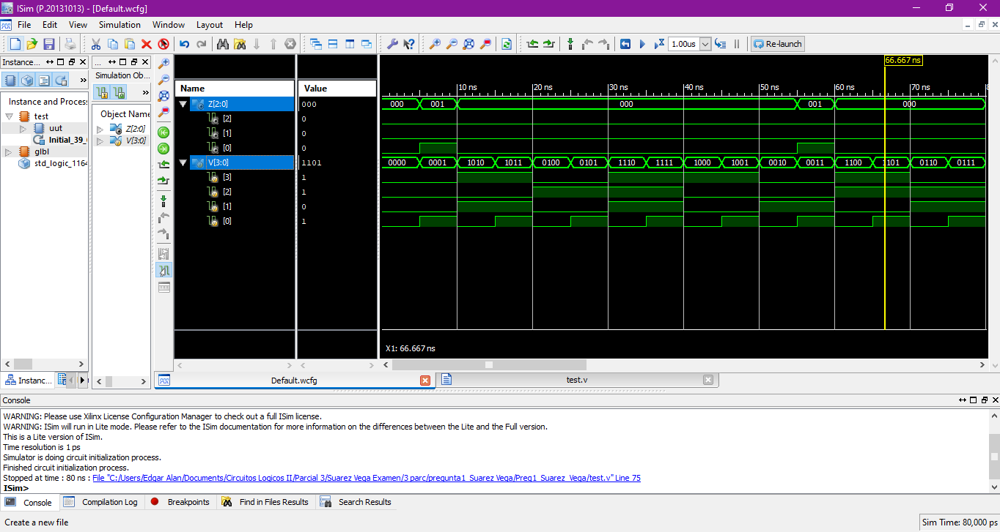 ISim (P.20131013) - [Default.wcfg]
File Edit View Simulation Window Layout Help
1.00us Re-launch
Instance...
...
Simulation Ob...
Instance and Proces
test
uut
Initial_39_
glbl
std_logic_1164
Object Name
Z[2:0]
V[3:0]
Name Value
Z[2:0] 000
[2] 0
[1] 0
[0] 0
V[3:0] 1101
[3] 1
[2] 1
[1] 0
[0] 1
66.667 ns
10 ns 20 ns 30 ns 40 ns 50 ns 60 ns 70 ns
000 001 000 001 000
0000 0001 1010 1011 0100 0101 1110 1111 1000 1001 0010 0011 1100 1101 0110 0111
X1: 66.667 ns
Instanc...
Default.wcfg test.v
Console
WARNING: Please use Xilinx License Configuration Manager to check out a full ISim license.
WARNING: ISim will run in Lite mode. Please refer to the ISim documentation for more information on the differences between the Lite and the Full version.
This is a Lite version of ISim.
Time resolution is 1 ps
Simulator is doing circuit initialization process.
Finished circuit initialization process.
Stopped at time : 80 ns : File "C:/Users/Edgar Alan/Documents/Circuitos Logicos II/Parcial 3/Suarez Vega Examen/3 parc/pregunta1_Suarez Vega/Preg1_Suarez_Vega/test.v" Line 75
ISim>
Console Compilation Log Breakpoints Find in Files Results Search Results
Create a new file Sim Time: 80,000 ps